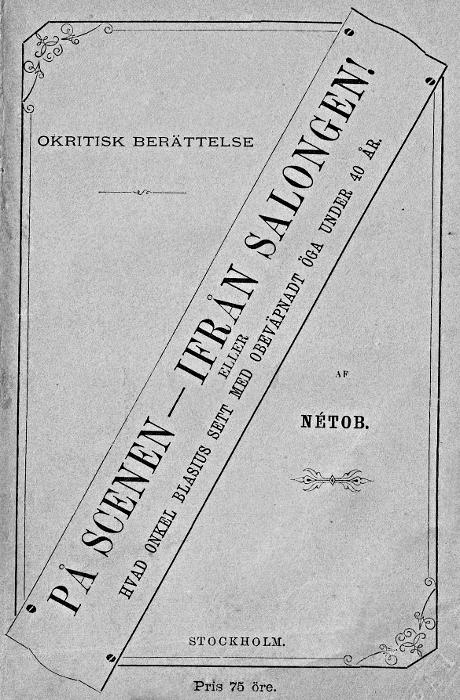 OKRITISK BERÄTTELSE
PÅ SCENEN — IFRÅN SALONGEN!
ELLER
HVAD ONKEL BLASIUS SETT MED OBEVÄPNADT ÖGA UNDER 40 ÅR.
AF
NÉTOB.
STOCKHOLM.
Pris 75 öre.